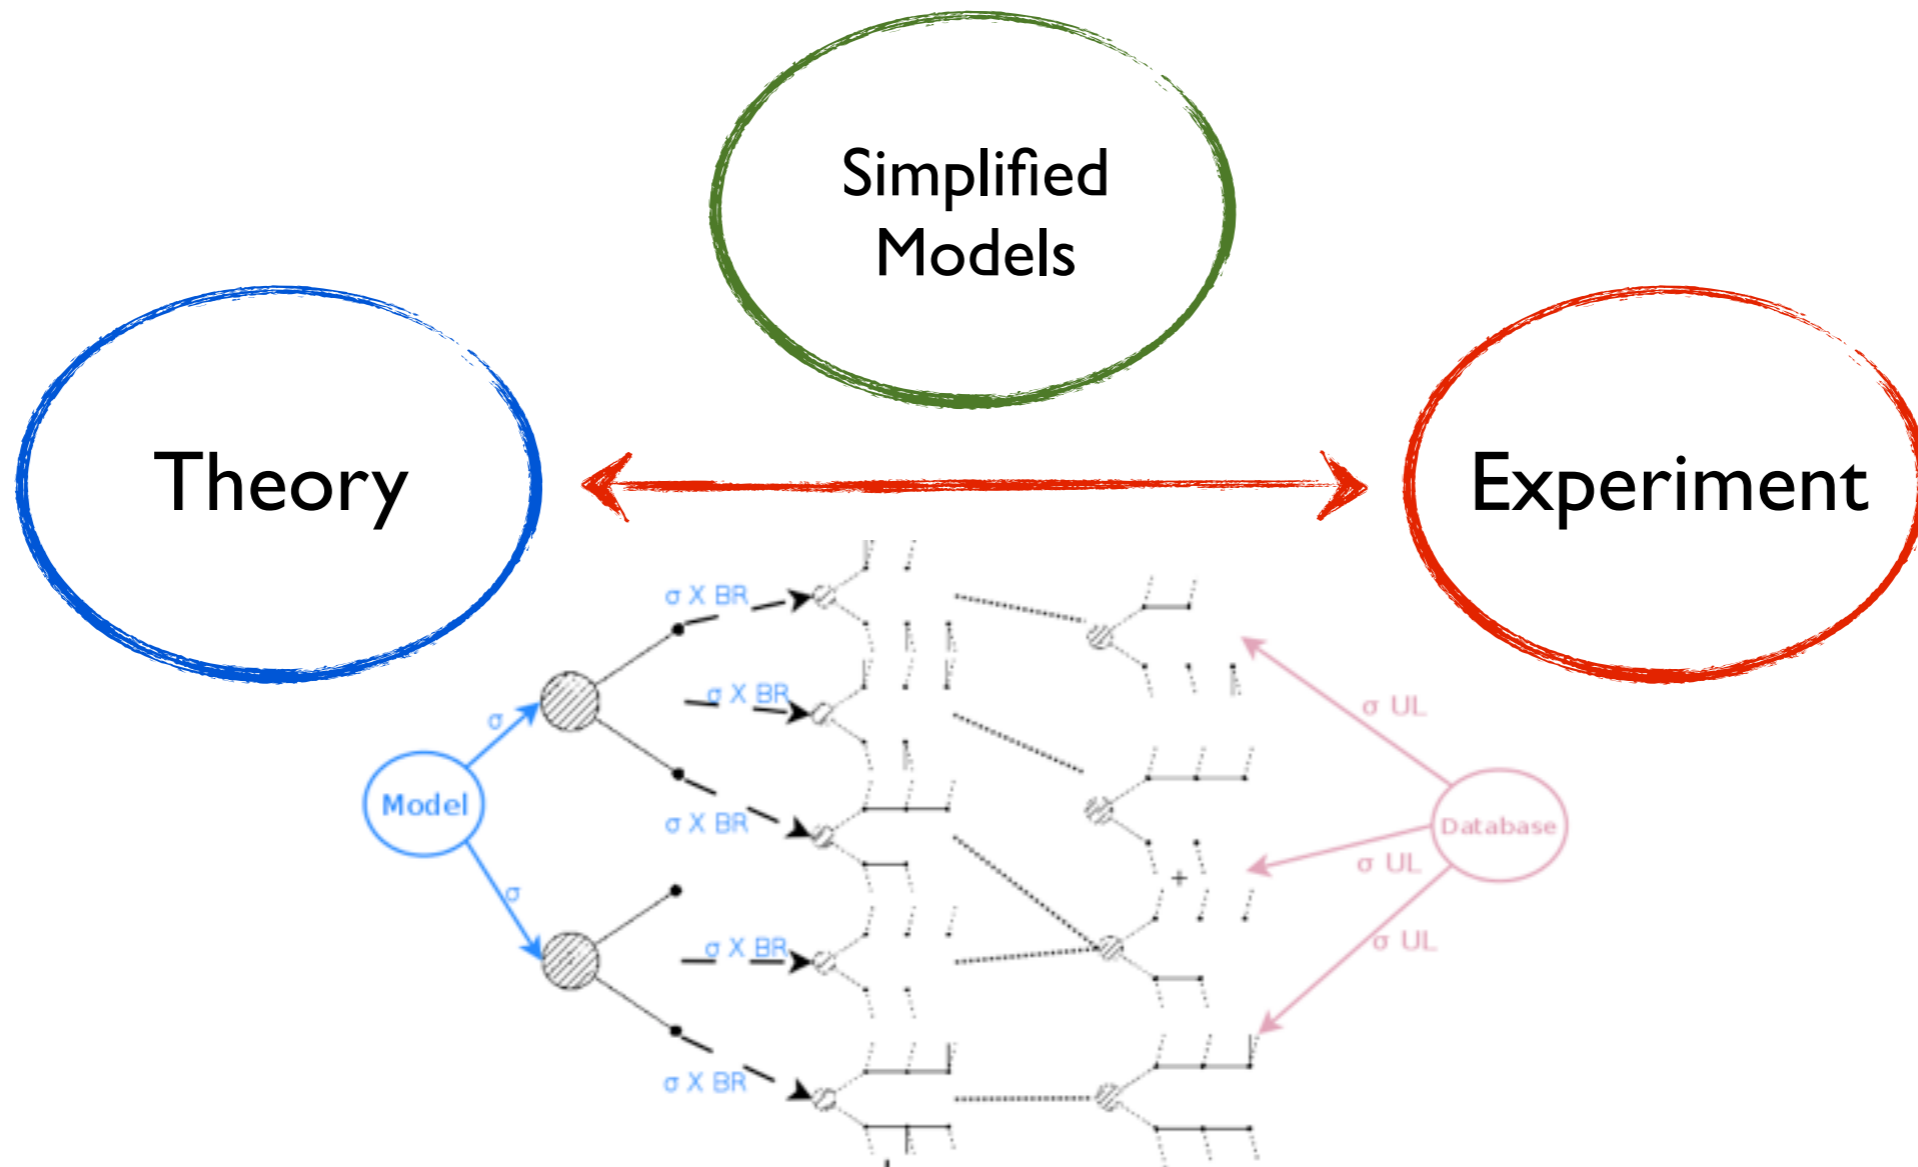 Simplified
Models
Theory
Experiment
σ X BR
σ X BR
σ UL
σ
Model
σ X BR
Database
σ UL
+
σ
σ X BR
σ UL
σ X BR